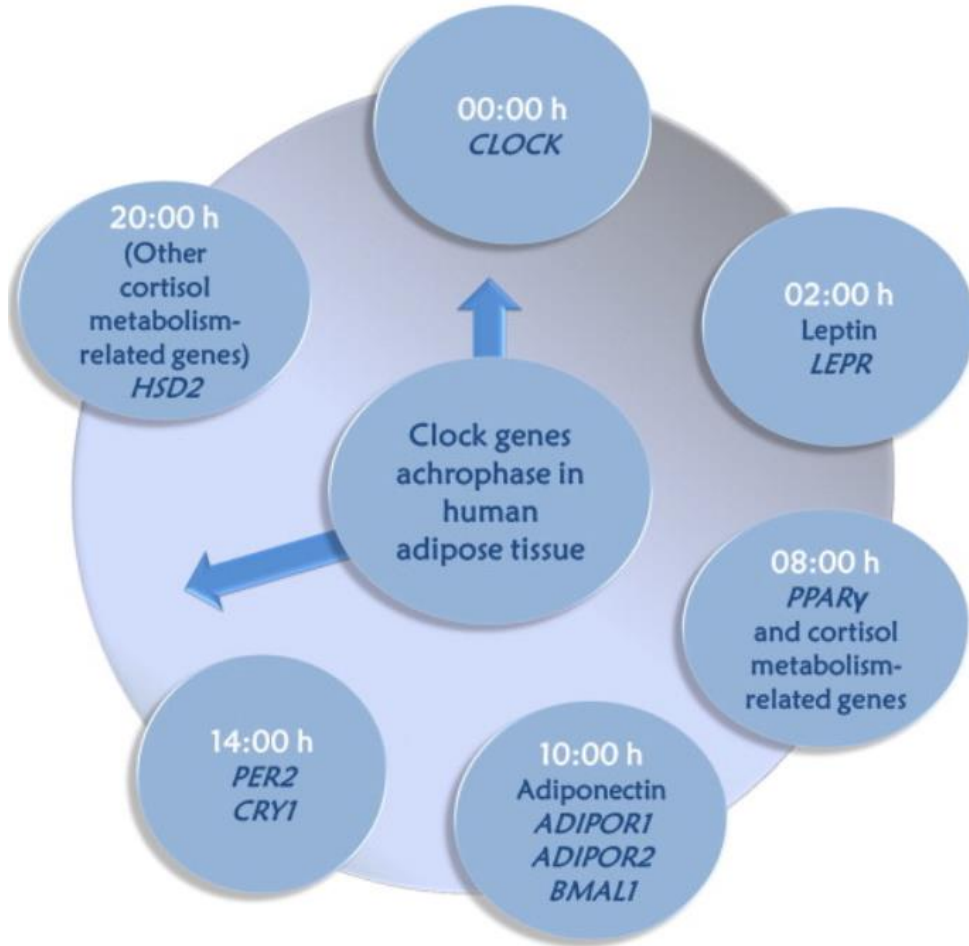 00:00 h
CLOCK
02:00 h
Leptin
LEPR
08:00 h
PPARγ
and cortisol
metabolism-
related genes
10:00 h
Adiponectin
ADIPOR1
ADIPOR2
BMAL1
14:00 h
PER2
CRY1
20:00 h
(Other
cortisol
metabolism-
related genes)
HSD2
Clock genes
achrophase in
human
adipose tissue